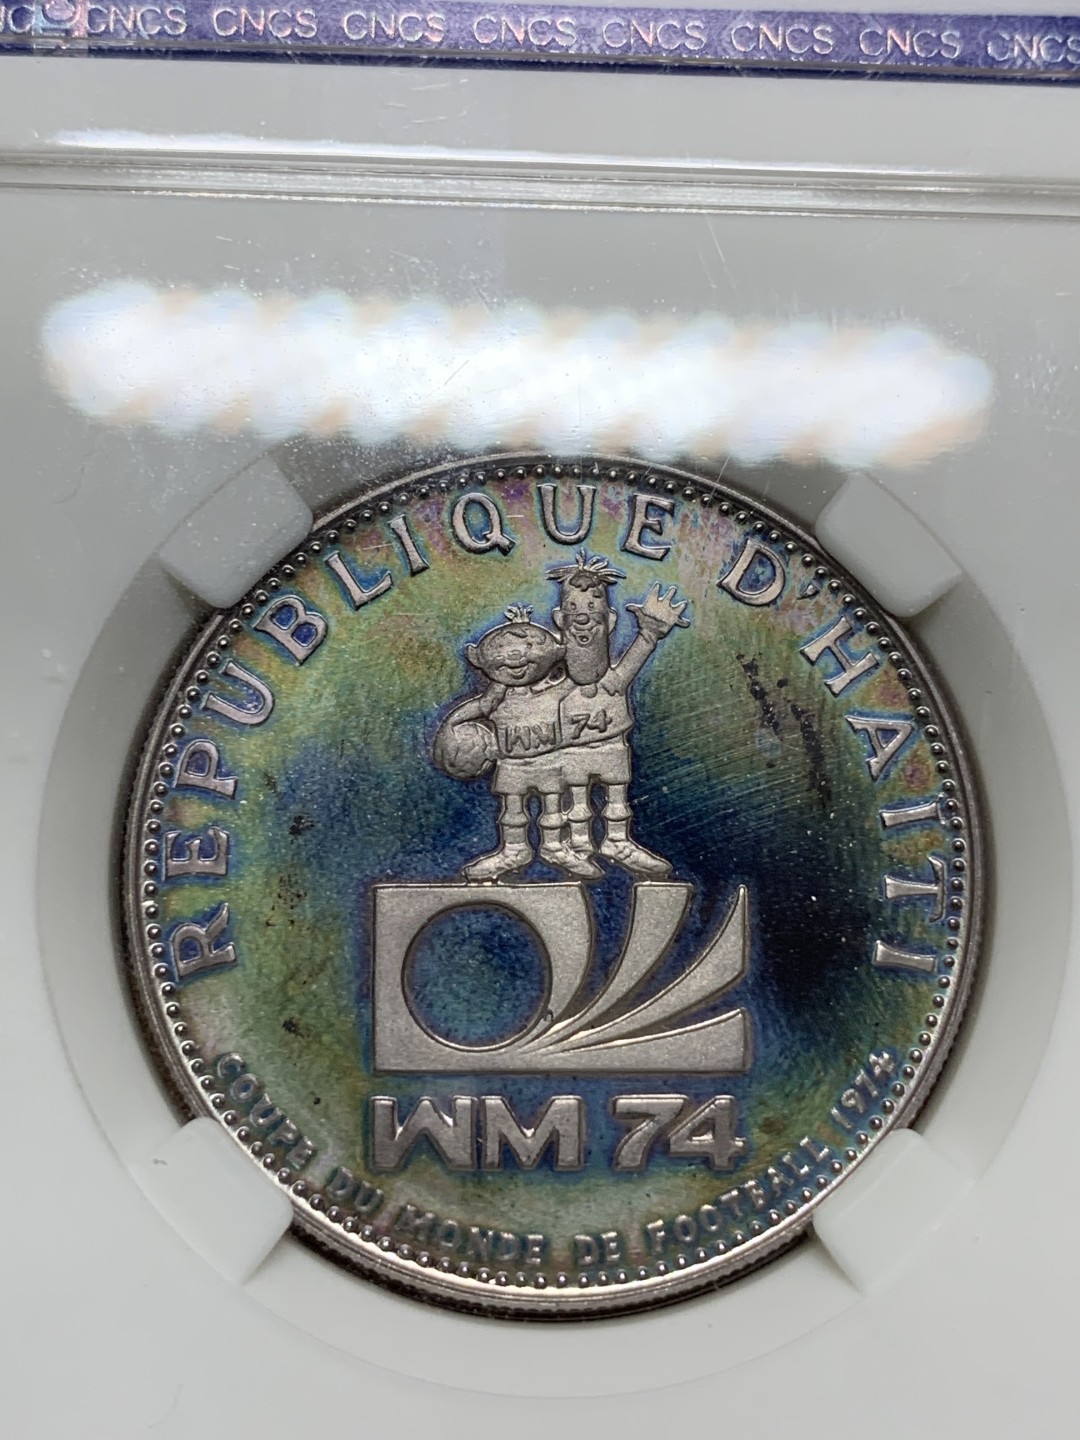 CNCS CNCS CNCS CNCS CNCS CNCS CNCS CNCS
REPUBLIQUE D'HAITI
WM 74
WM 74
COUPE DU MONDE DE FOOTBALL 1974